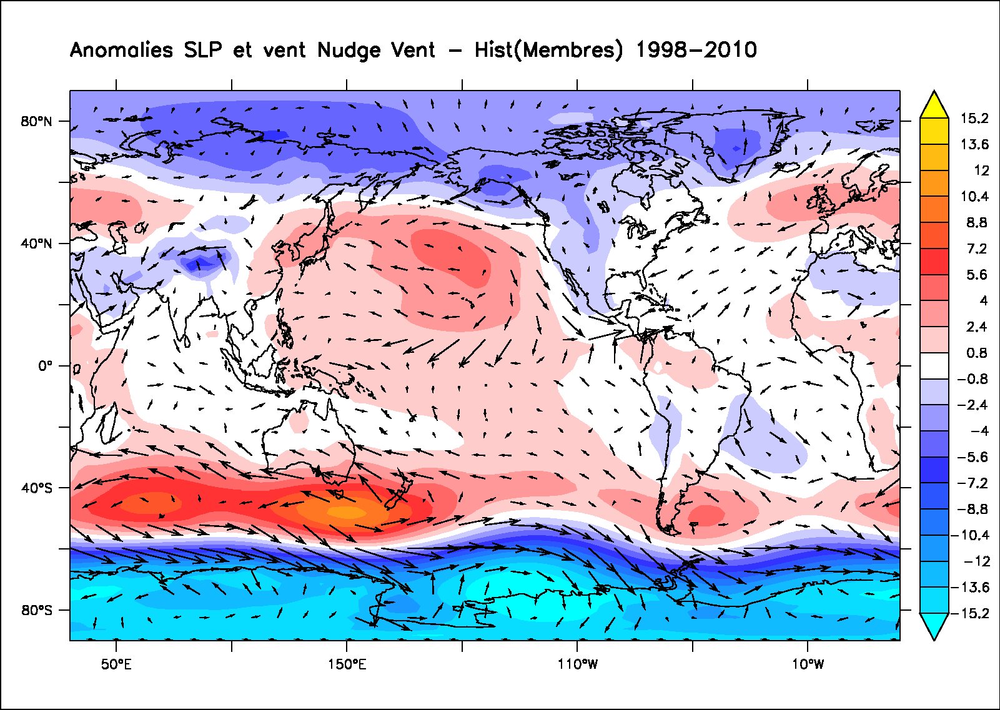 Anomalies SLP et vent Nudge Vent − Hist(Membres) 1998−2010
80°N
40°N
0°
40°S
80°S
50°E
150°E
110°W
10°W
15.2
13.6
12
10.4
8.8
7.2
5.6
4
2.4
0.8
−0.8
−2.4
−4
−5.6
−7.2
−8.8
−10.4
−12
−13.6
−15.2